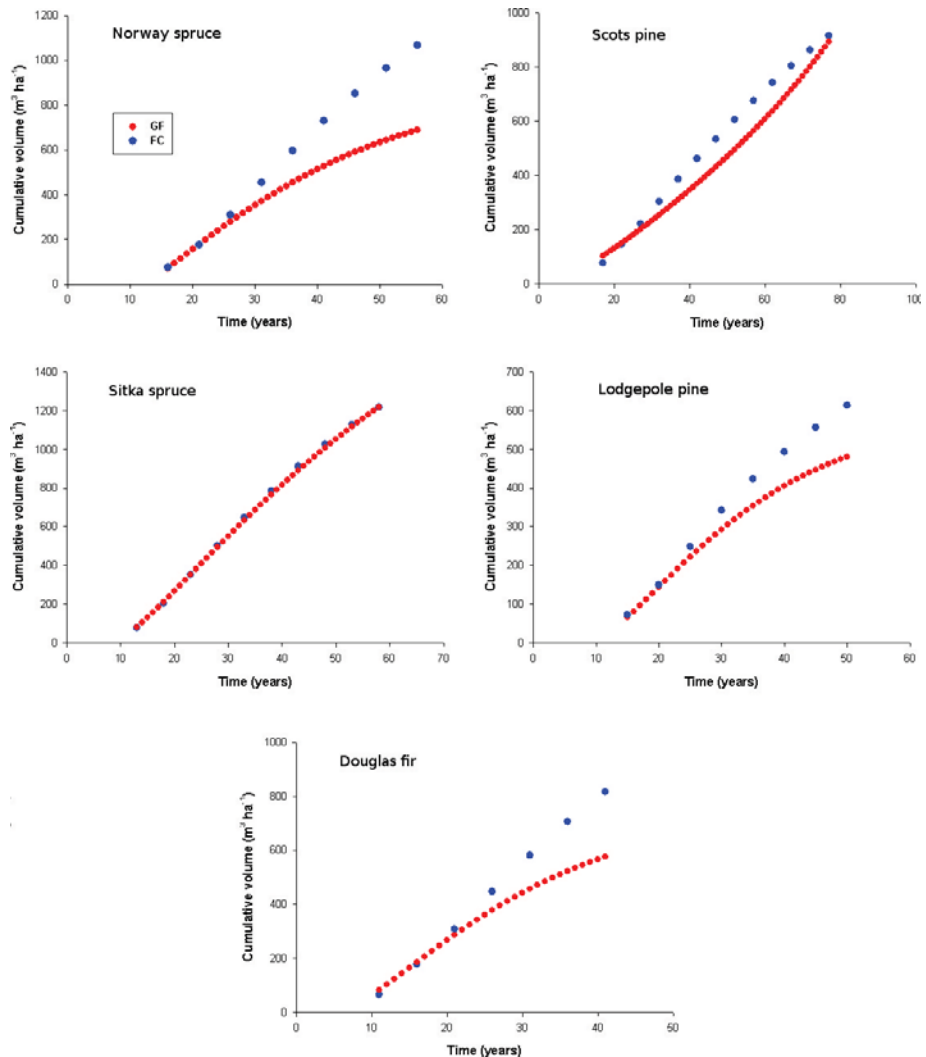 Norway spruce
GF
FC
Cumulative volume (m³ ha⁻¹)
1200
1000
800
600
400
200
0
0 10 20 30 40 50 60
Time (years)
Scots pine
Cumulative volume (m³ ha⁻¹)
1000
800
600
400
200
0
0 20 40 60 80 100
Time (years)
Sitka spruce
Cumulative volume (m³ ha⁻¹)
1400
1200
1000
800
600
400
200
0
0 10 20 30 40 50 60 70
Time (years)
Lodgepole pine
Cumulative volume (m³ ha⁻¹)
700
600
500
400
300
200
100
0
0 10 20 30 40 50 60
Time (years)
Douglas fir
Cumulative volume (m³ ha⁻¹)
1000
800
600
400
200
0
0 10 20 30 40 50
Time (years)